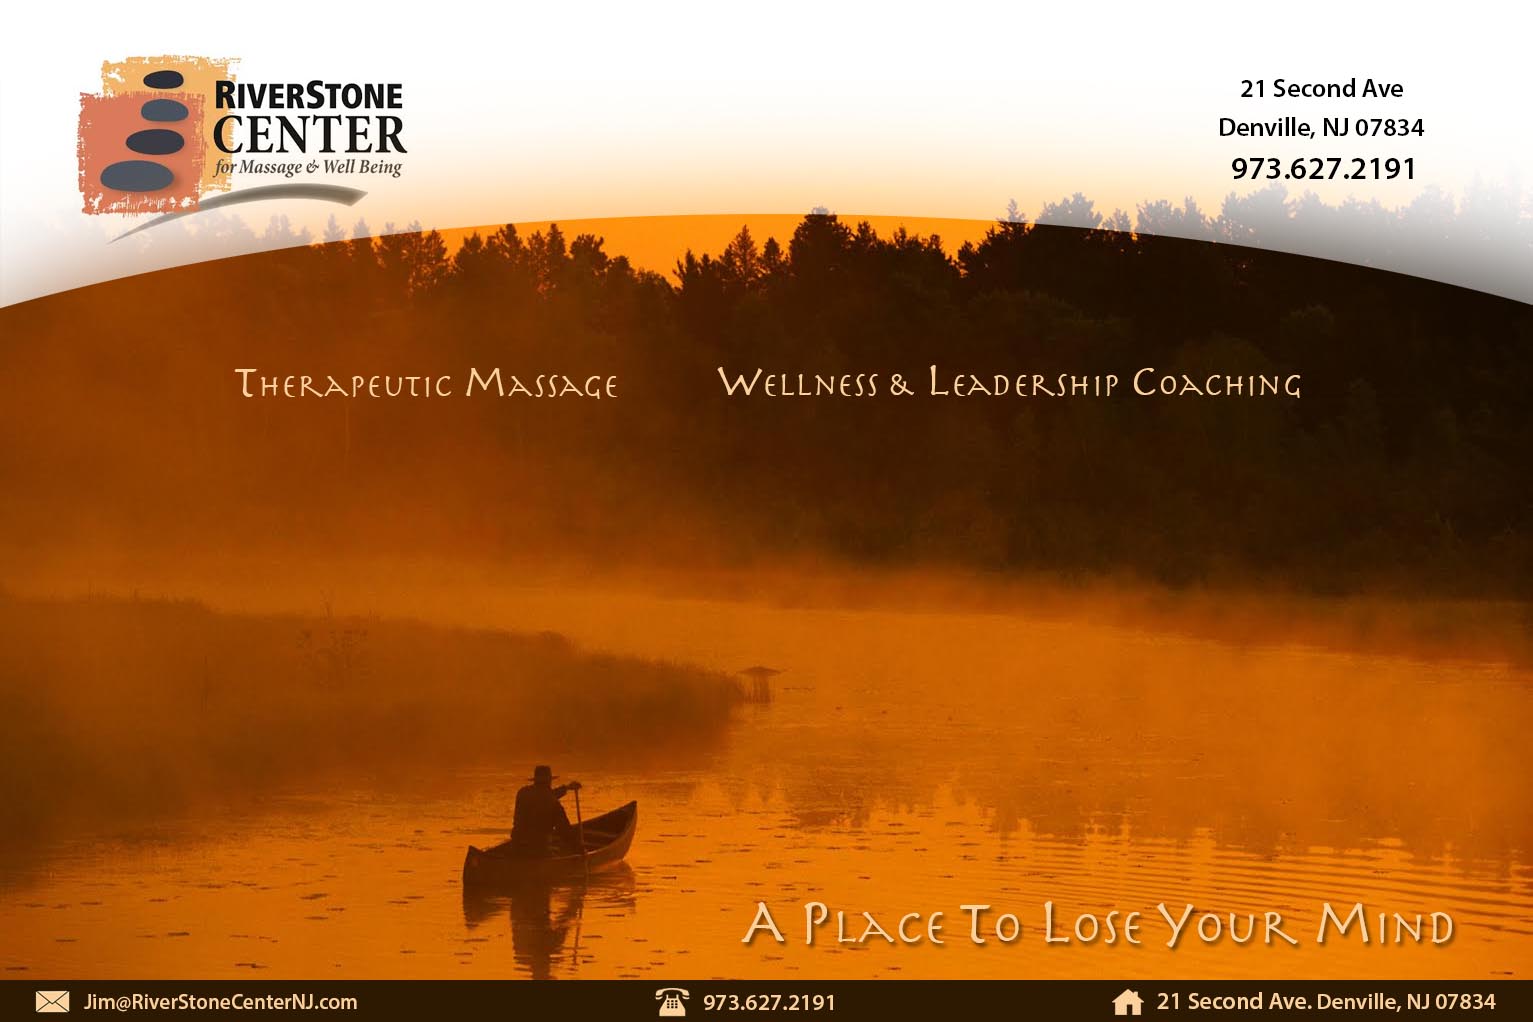 RIVERSTONE
CENTER
for Massage & Well Being
21 Second Ave
Denville, NJ 07834
973.627.2191
Therapeutic Massage
Wellness & Leadership Coaching
A Place To Lose Your Mind
Jim@RiverStoneCenterNJ.com
973.627.2191
21 Second Ave. Denville, NJ 07834